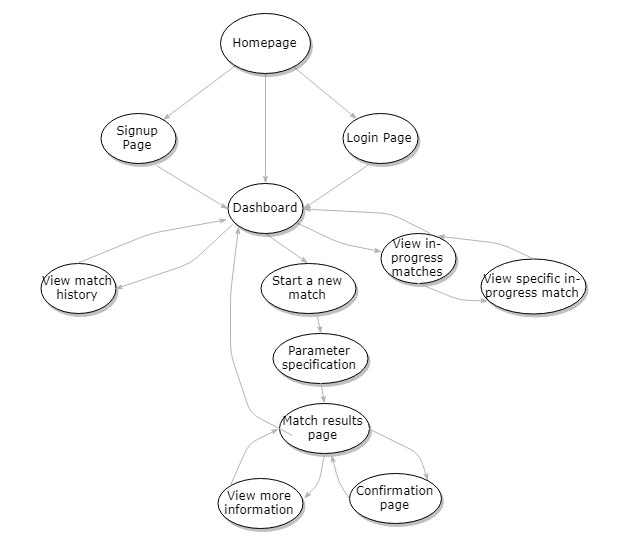 Homepage
Signup
Page
Login Page
Dashboard
View in-
progress
matches
View match
history
Start a new
match
View specific in-
progress match
Parameter
specification
Match results
page
View more
information
Confirmation
page